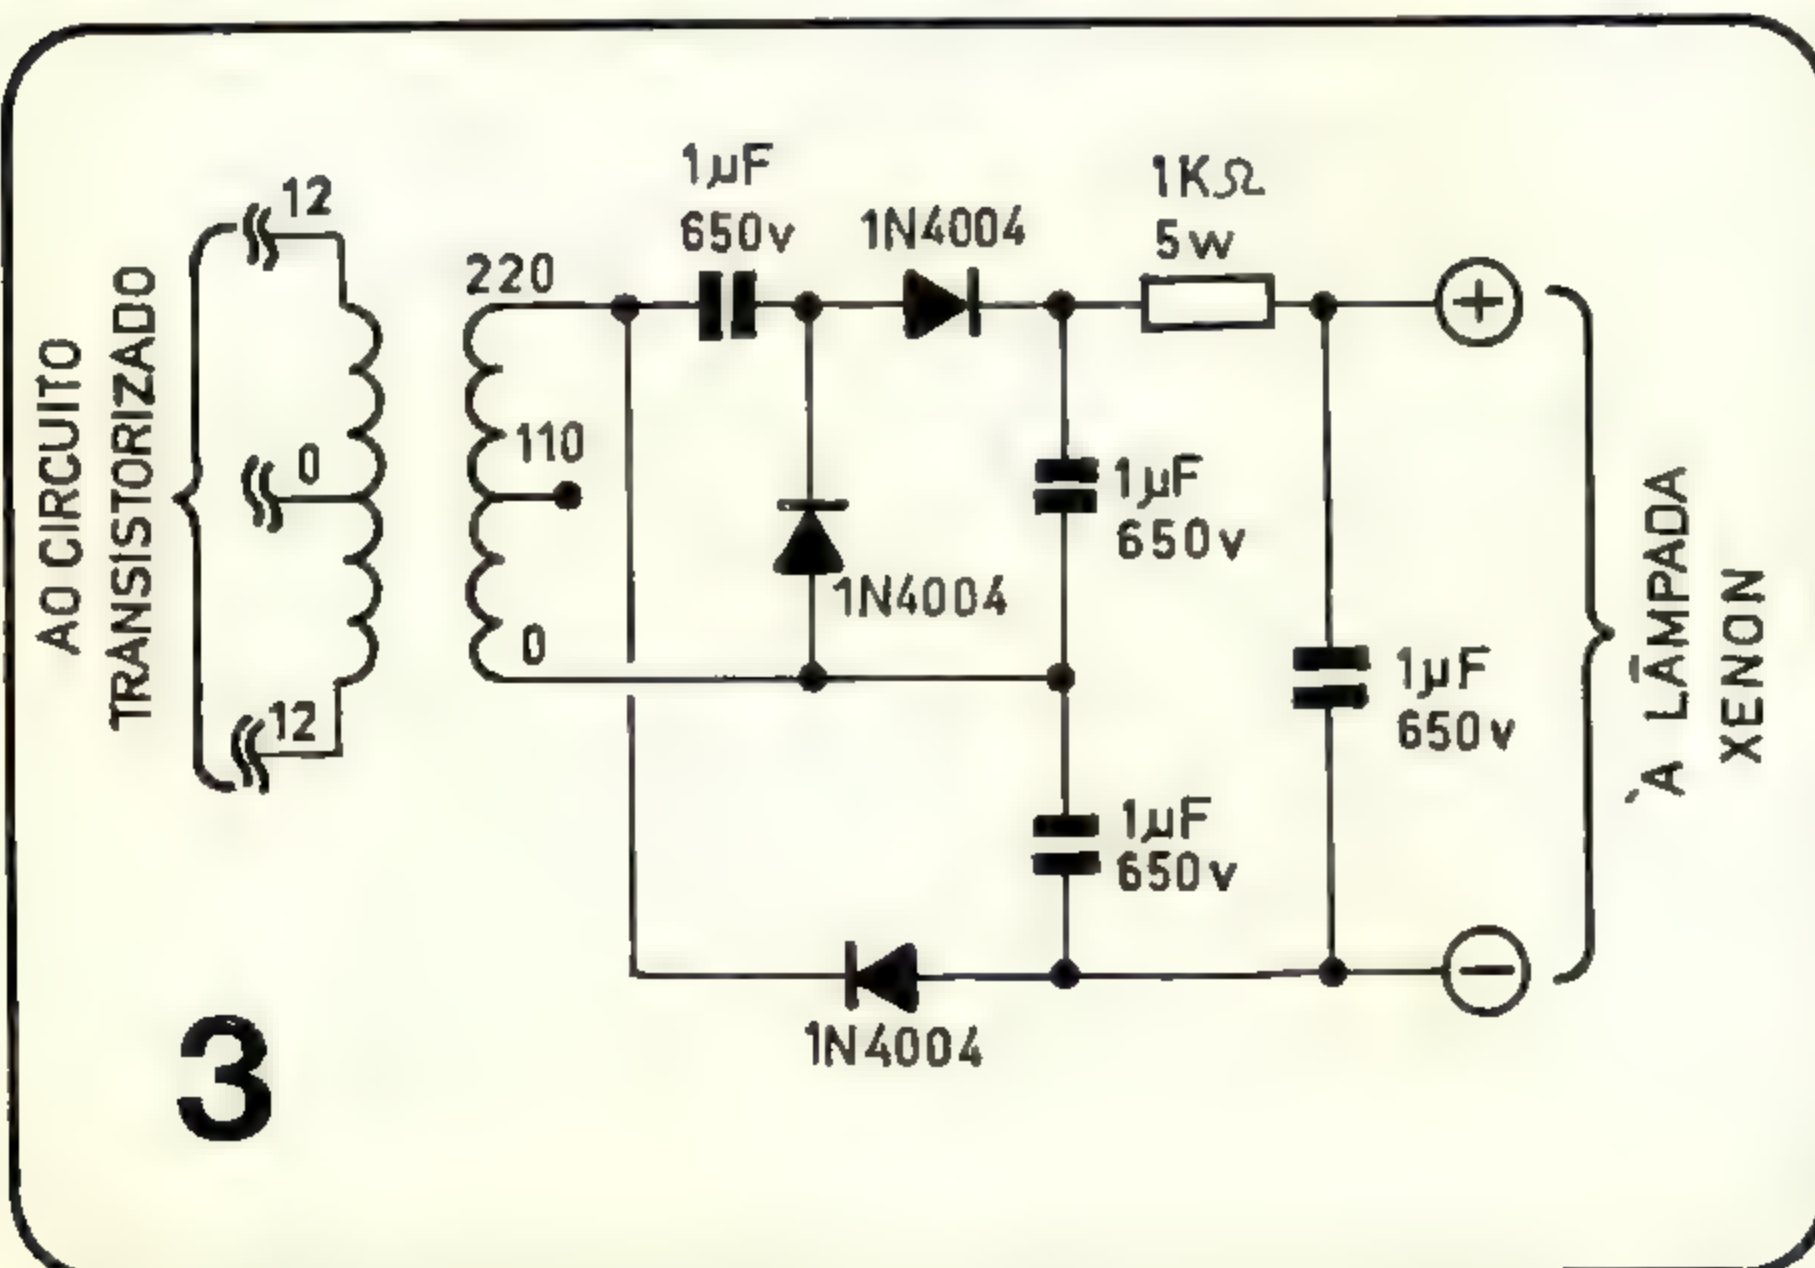 AO CIRCUITO
TRANSISTORIZADO
12
0
12
220
110
0
1µF
650v
1N4004
1N4004
1KΩ
5w
1µF
650v
1µF
650v
1µF
650v
1N4004
+
−
À LÂMPADA
XENON
3